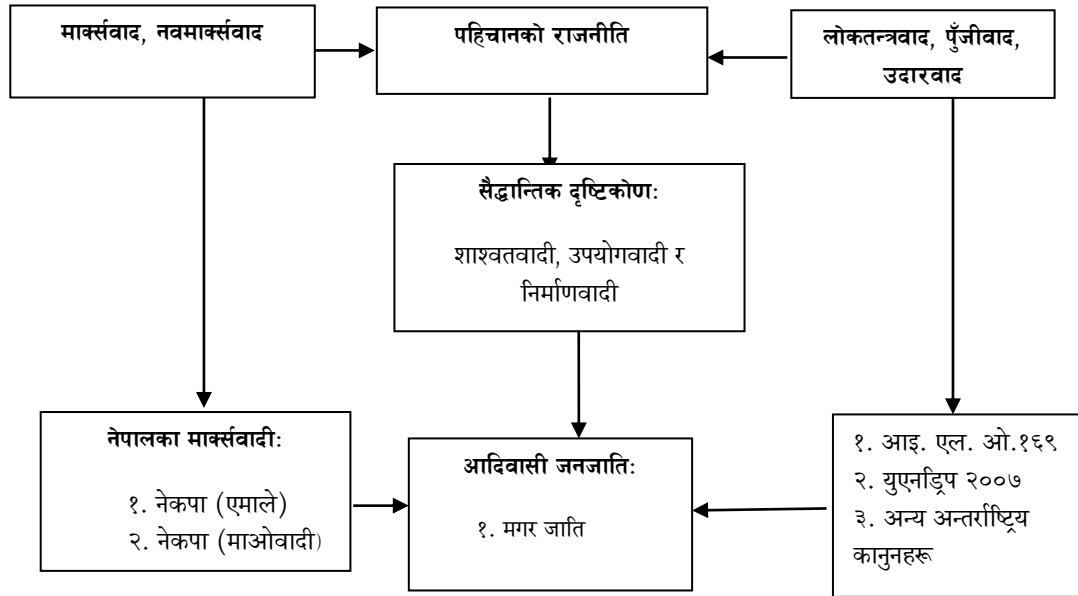 मार्क्सवाद, नवमार्क्सवाद
पहिचानको राजनीति
लोकतन्त्रवाद, पुँजीवाद,
उदारवाद
सैद्धान्तिक दृष्टिकोण:
शाश्वतवादी, उपयोगवादी र
निर्माणवादी
नेपालका मार्क्सवादी:
१. नेकपा (एमाले)
२. नेकपा (माओवादी)
आदिवासी जनजाति:
१. मगर जाति
१. आइ. एल. ओ.१६९
२. युएनड्रिप २००७
३. अन्य अन्तर्राष्ट्रिय
कानुनहरू